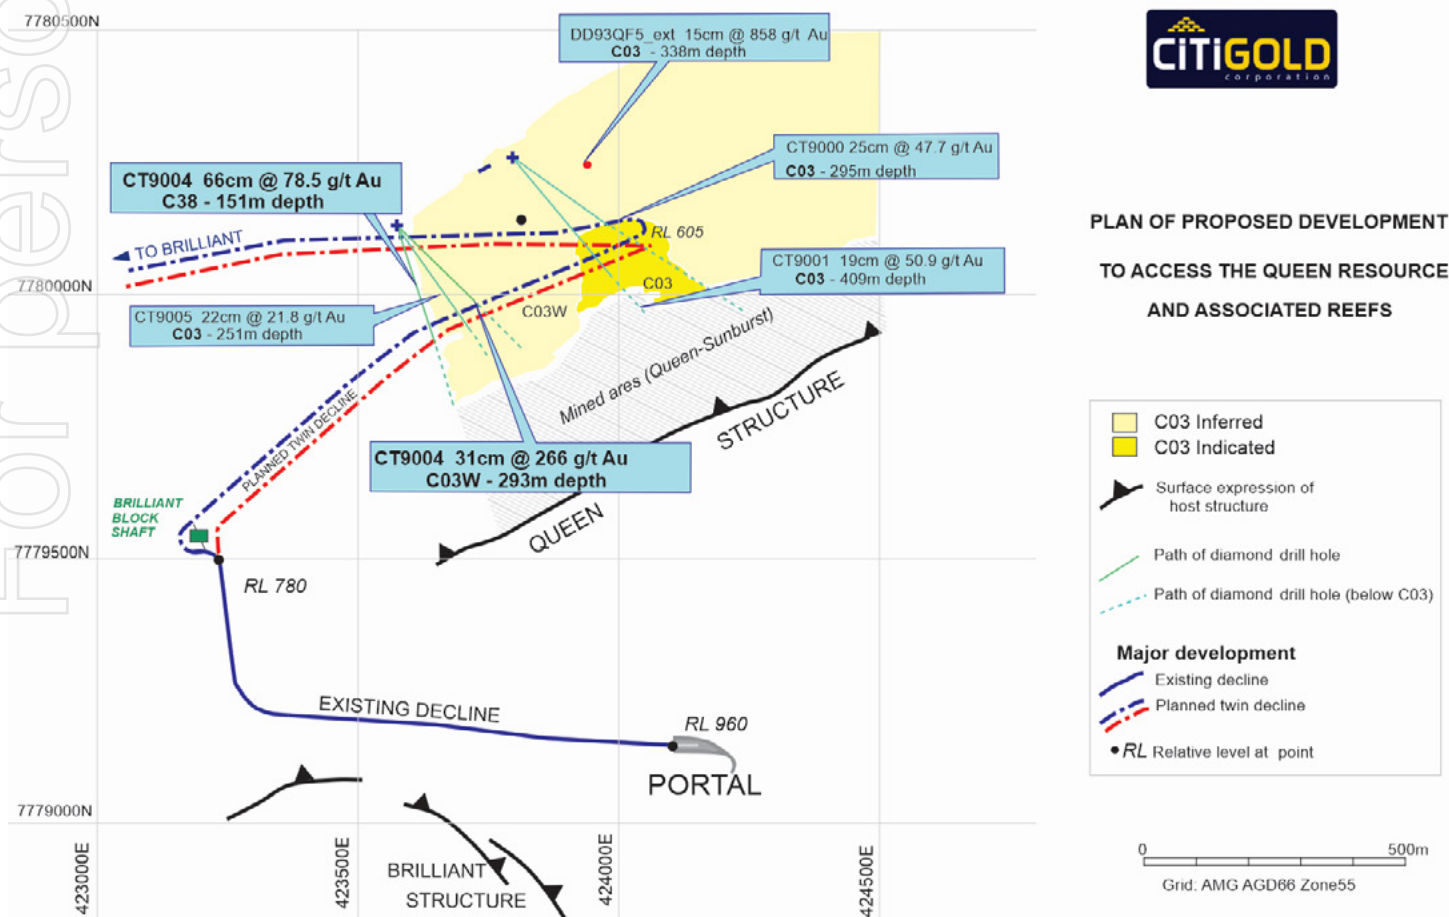 For perso
7780500N
DD93QF5_ext 15cm @ 858 g/t Au
C03 - 338m depth
CITIGOLD
corporation
CT9000 25cm @ 47.7 g/t Au
C03 - 295m depth
CT9004 66cm @ 78.5 g/t Au
C38 - 151m depth
PLAN OF PROPOSED DEVELOPMENT
TO ACCESS THE QUEEN RESOURCE
AND ASSOCIATED REEFS
TO BRILLIANT
RL 605
CT9001 19cm @ 50.9 g/t Au
C03 - 409m depth
7780000N
C03
C03W
CT9005 22cm @ 21.8 g/t Au
C03 - 251m depth
Mined ares (Queen-Sunburst)
PLANNED TWIN DECLINE
QUEEN
STRUCTURE
CT9004 31cm @ 266 g/t Au
C03W - 293m depth
BRILLIANT
BLOCK
SHAFT
7779500N
RL 780
EXISTING DECLINE
RL 960
PORTAL
7779000N
BRILLIANT
STRUCTURE
423000E
423500E
424000E
4245000E
C03 Inferred
C03 Indicated
Surface expression of
host structure
Path of diamond drill hole
Path of diamond drill hole (below C03)
Major development
Existing decline
Planned twin decline
RL Relative level at point
0
500m
Grid: AMG AGD66 Zone55